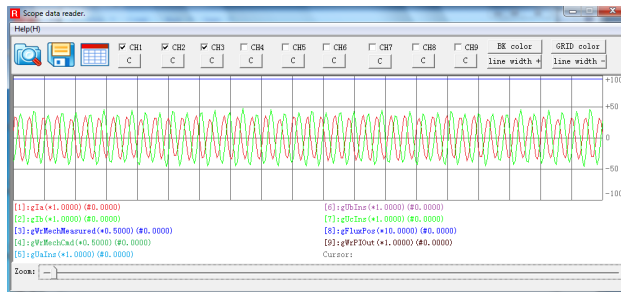 R Scope data reader.
Help(H)
CH1 CH2 CH3 CH4 CH5 CH6 CH7 CH8 CH9 BK color GRID color
C C C C C C C C C line width + line width -
+100
+50
0
-50
-100
[1]:gIa(*1.0000)(#0.0000) [6]:gUbIns(*1.0000)(#0.0000)
[2]:gIb(*1.0000)(#0.0000) [7]:gUcIns(*1.0000)(#0.0000)
[3]:gWrMechMeasured(*0.5000)(#0.0000) [8]:gFluxPos(*10.0000)(#0.0000)
[4]:gWrMechCmd(*0.5000)(#0.0000) [9]:gWrPIOut(*1.0000)(#0.0000)
[5]:gUaIns(*1.0000)(#0.0000) Cursor:
Zoom: